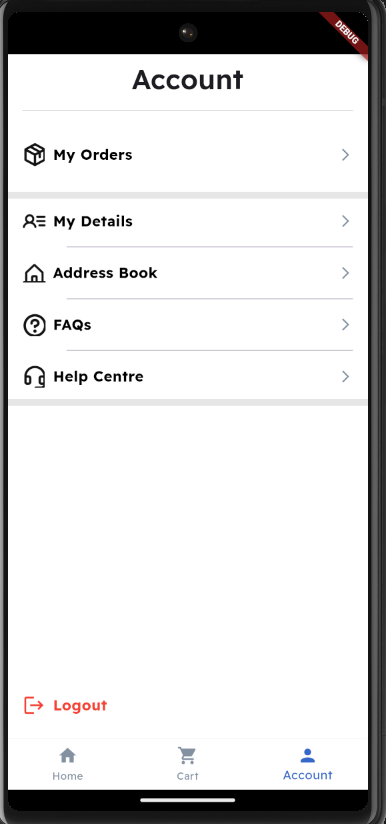 DEBUG
Account
My Orders
My Details
Address Book
FAQs
Help Centre
Logout
Home
Cart
Account